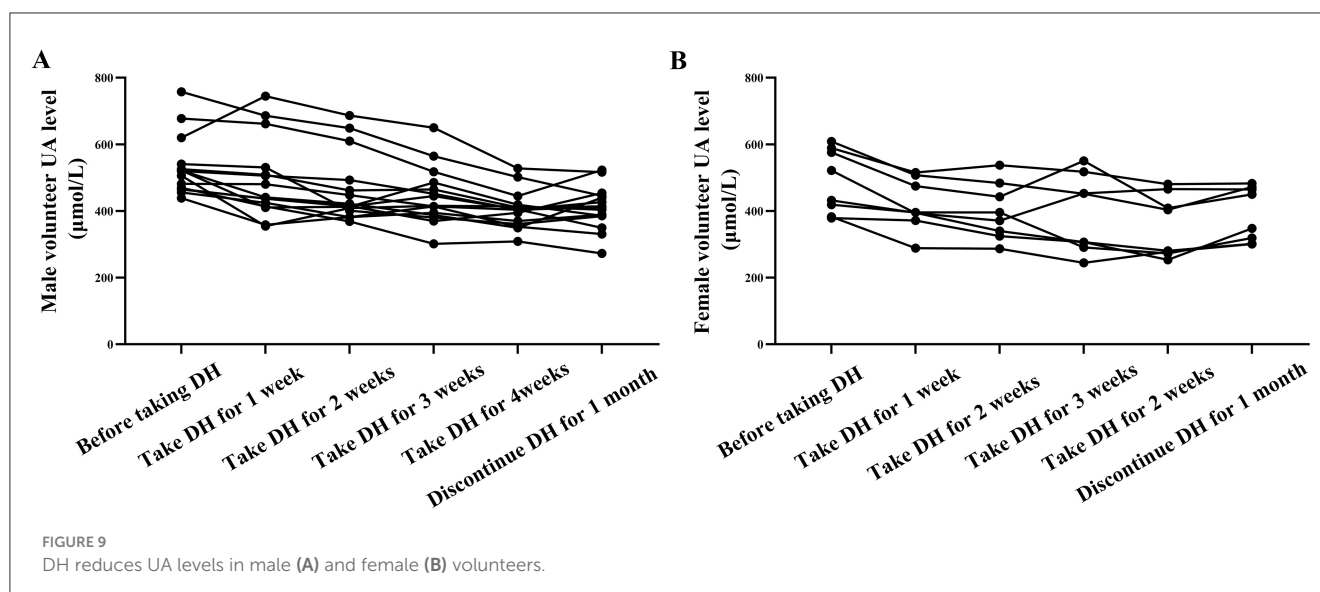 A
Male volunteer UA level
(μmol/L)
800
600
400
200
0
Before taking DH
Take DH for 1 week
Take DH for 2 weeks
Take DH for 3 weeks
Take DH for 4weeks
Discontinue DH for 1 month
B
Female volunteer UA level
(μmol/L)
800
600
400
200
0
Before taking DH
Take DH for 1 week
Take DH for 2 weeks
Take DH for 3 weeks
Take DH for 2 weeks
Discontinue DH for 1 month
FIGURE 9
DH reduces UA levels in male (A) and female (B) volunteers.